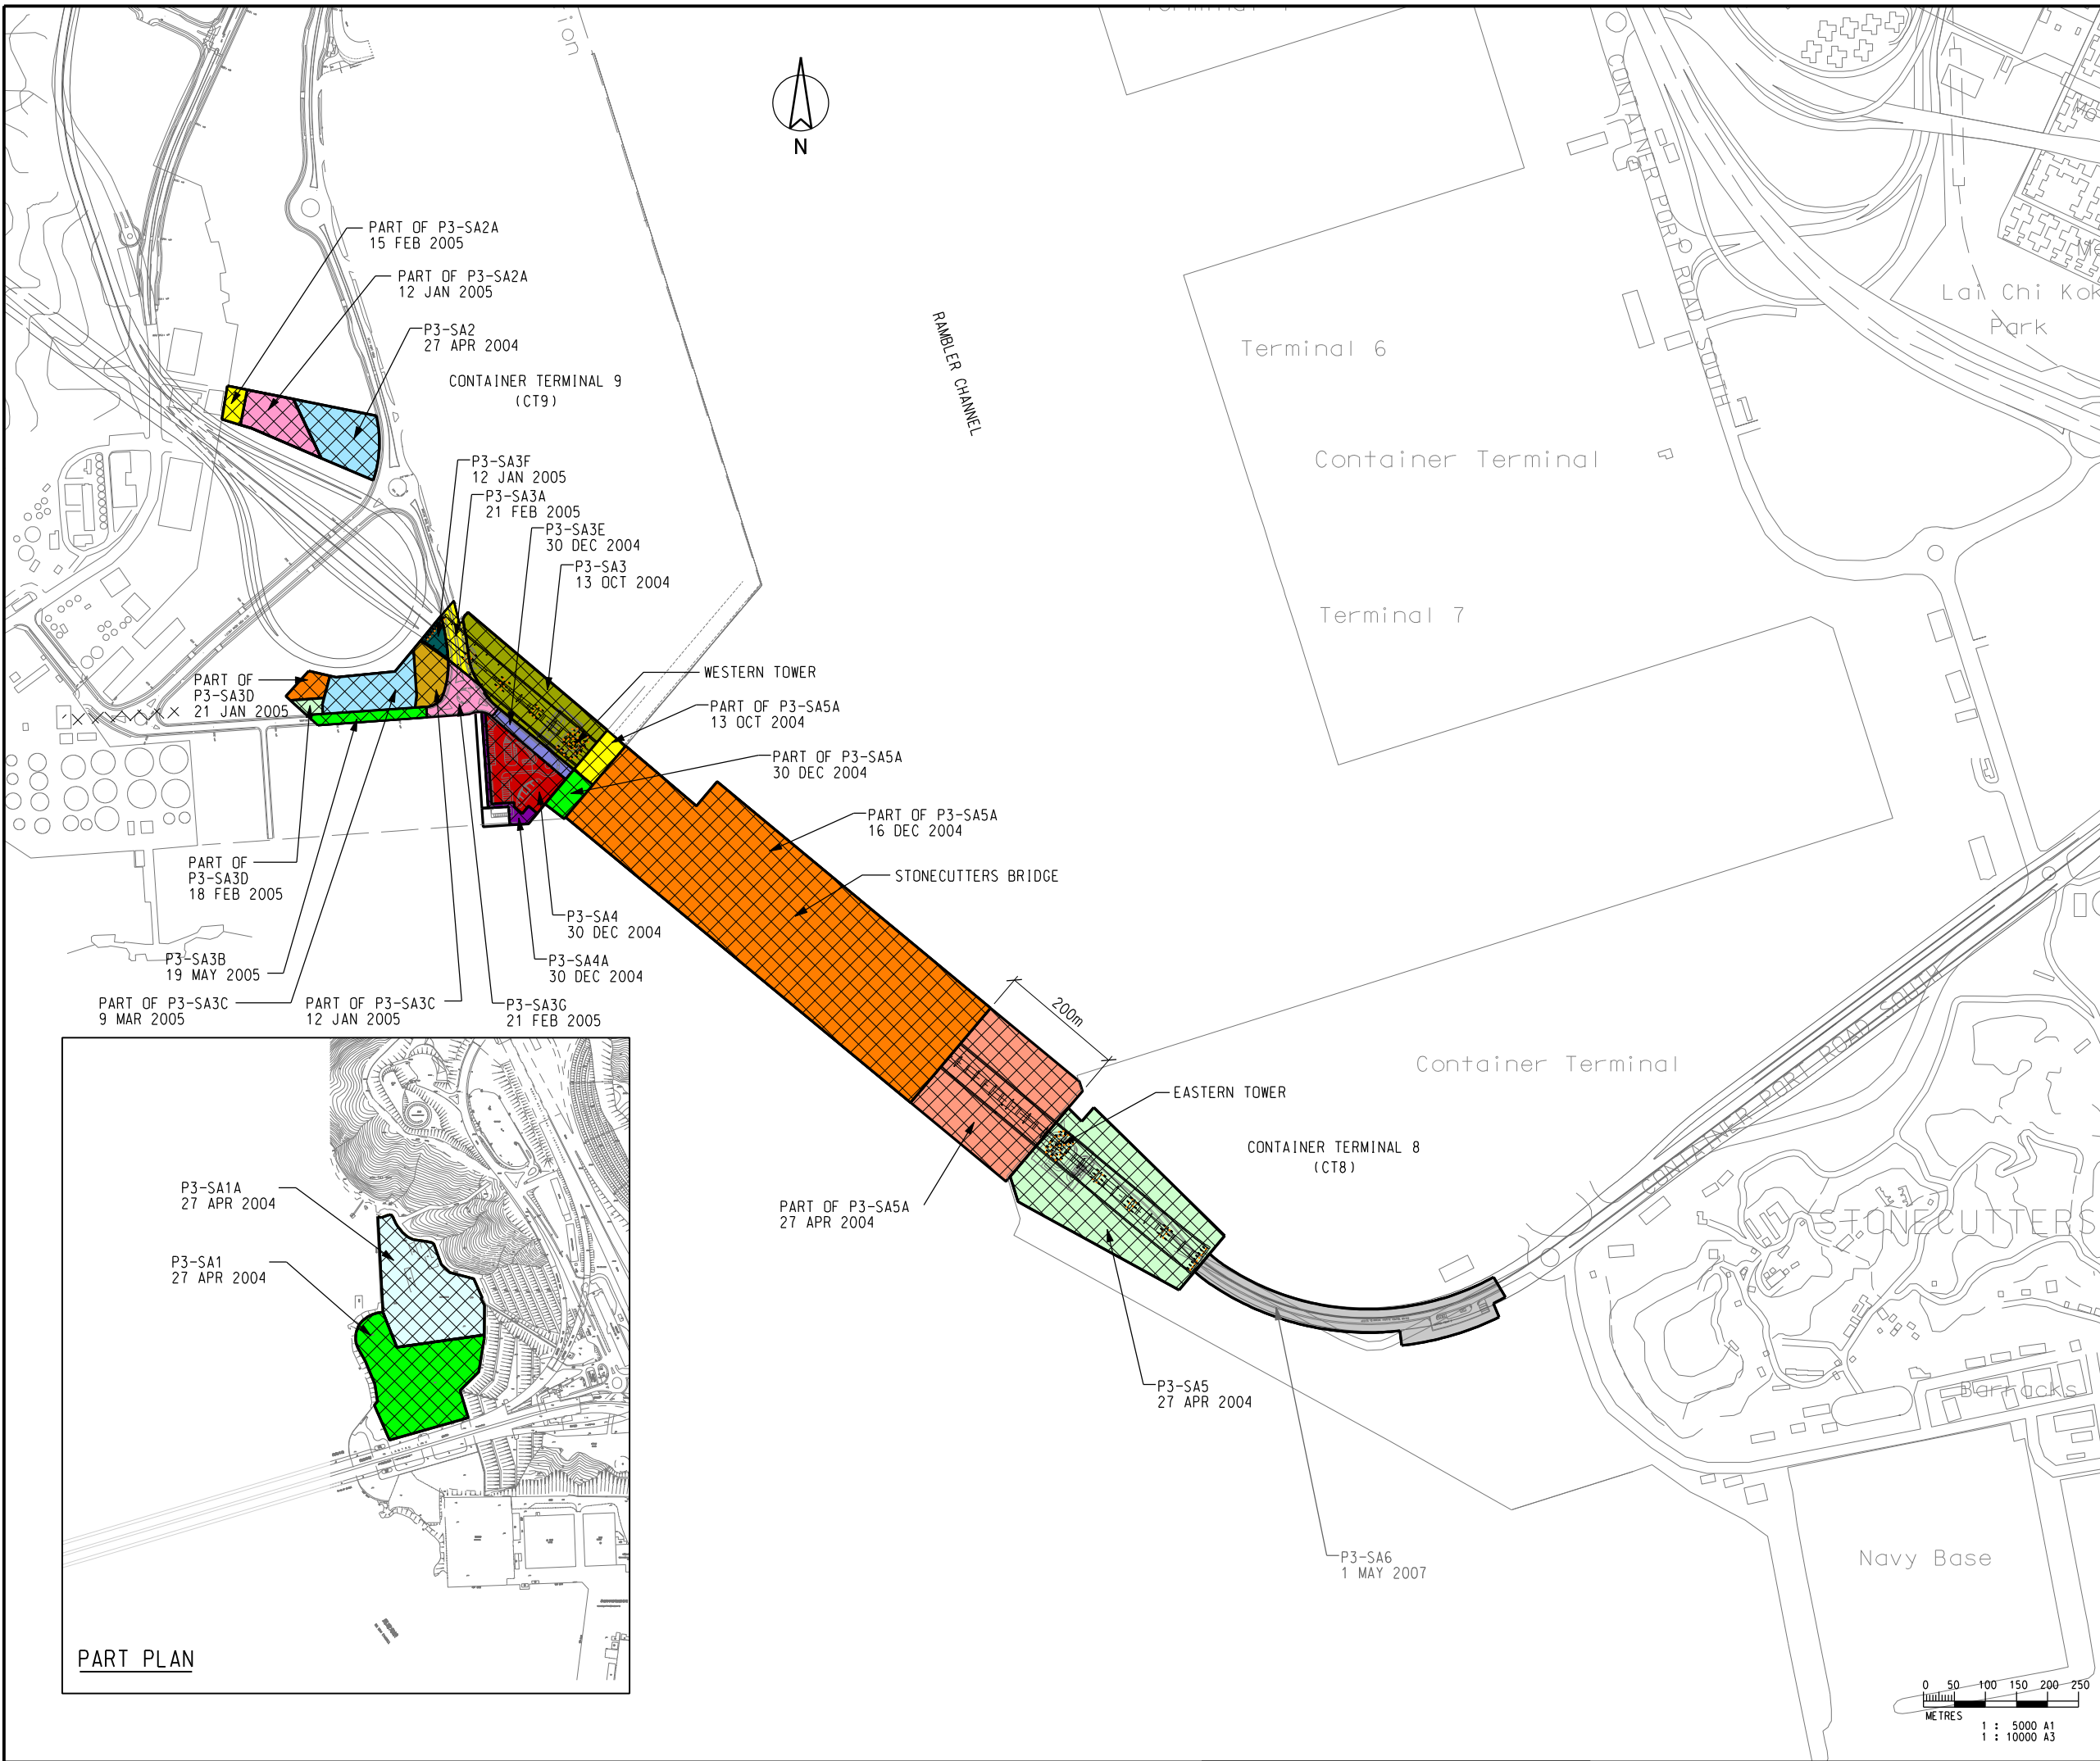 N
PART OF P3-SA2A
15 FEB 2005
PART OF P3-SA2A
12 JAN 2005
P3-SA2
27 APR 2004
CONTAINER TERMINAL 9
(CT9)
RAMBLER CHANNEL
CONTAINER PORT ROAD SOUTH
Lai Chi Kok
Park
Terminal 6
Container Terminal
Terminal 7
P3-SA3F
12 JAN 2005
P3-SA3A
21 FEB 2005
P3-SA3E
30 DEC 2004
P3-SA3
13 OCT 2004
WESTERN TOWER
PART OF P3-SA5A
13 OCT 2004
PART OF P3-SA5A
30 DEC 2004
PART OF P3-SA5A
16 DEC 2004
STONECUTTERS BRIDGE
PART OF
P3-SA3D
21 JAN 2005
PART OF
P3-SA3D
18 FEB 2005
P3-SA3B
19 MAY 2005
PART OF P3-SA3C
9 MAR 2005
PART OF P3-SA3C
12 JAN 2005
P3-SA3G
21 FEB 2005
P3-SA4
30 DEC 2004
P3-SA4A
30 DEC 2004
200m
Container Terminal
CONTAINER PORT ROAD SOUTH
EASTERN TOWER
CONTAINER TERMINAL 8
(CT8)
PART OF P3-SA5A
27 APR 2004
STONECUTTERS
P3-SA5
27 APR 2004
Barracks
P3-SA6
1 MAY 2007
Navy Base
P3-SA1A
27 APR 2004
P3-SA1
27 APR 2004
PART PLAN
0 50 100 150 200 250
METRES
1 : 5000 A1
1 : 10000 A3